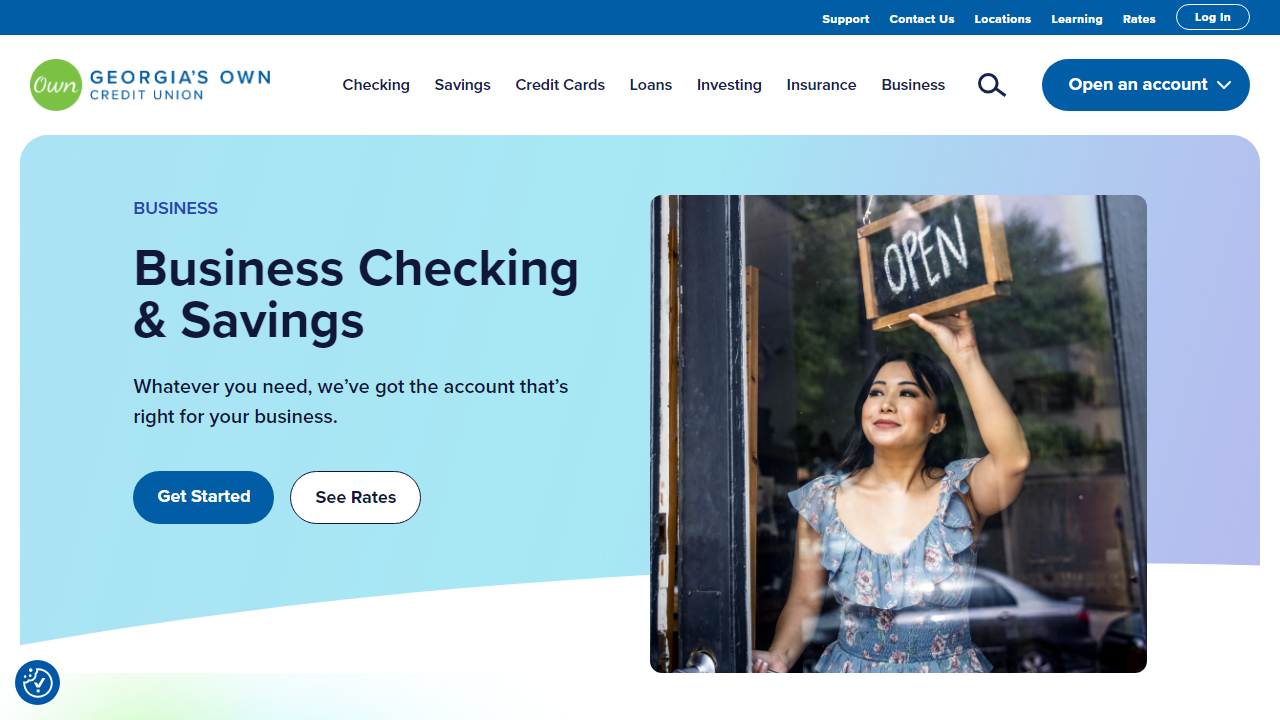 Support Contact Us Locations Learning Rates Log In
Own GEORGIA'S OWN
CREDIT UNION
Checking Savings Credit Cards Loans Investing Insurance Business Open an account
BUSINESS
Business Checking
& Savings
Whatever you need, we've got the account that's
right for your business.
Get Started See Rates
OPEN